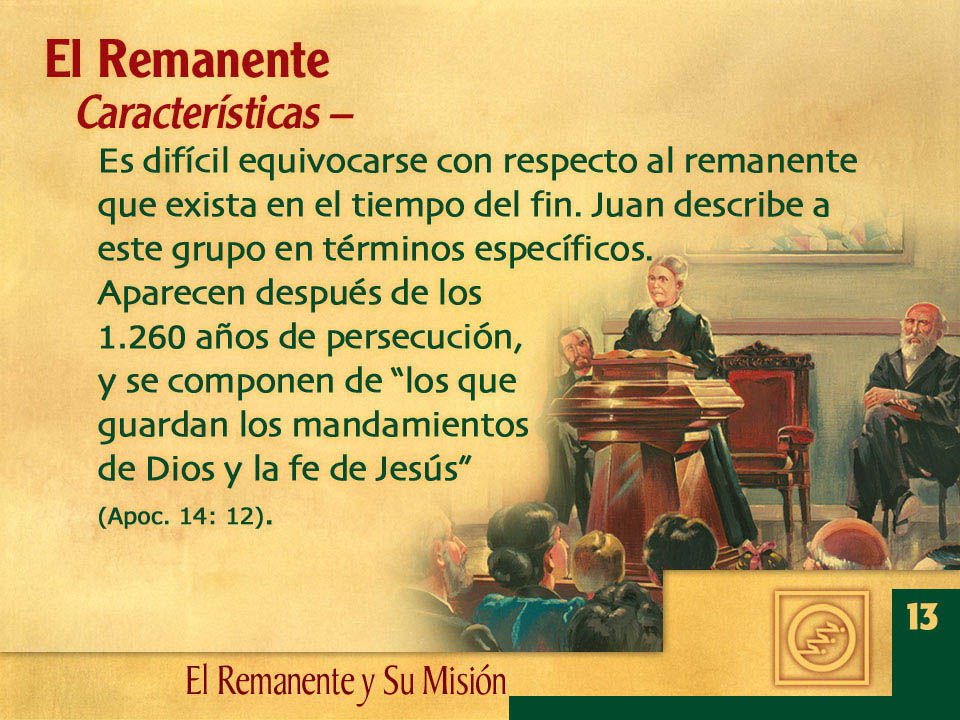 El Remanente
Características –
Es difícil equivocarse con respecto al remanente
que exista en el tiempo del fin. Juan describe a
este grupo en términos específicos.
Aparecen después de los
1.260 años de persecución,
y se componen de “los que
guardan los mandamientos
de Dios y la fe de Jesús”
(Apoc. 14: 12).
13
El Remanente y Su Misión